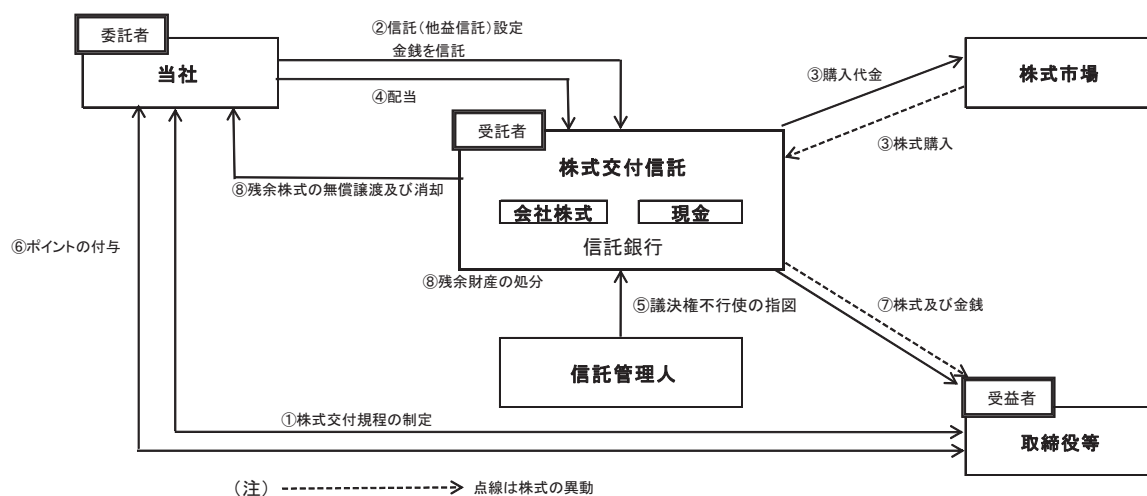 委託者
当社
②信託(他益信託)設定
金銭を信託
④配当
株式市場
③購入代金
③株式購入
受託者
株式交付信託
会社株式
現金
信託銀行
⑧残余株式の無償譲渡及び消却
⑥ポイントの付与
⑧残余財産の処分
⑤議決権不行使の指図
⑦株式及び金銭
信託管理人
受益者
取締役等
①株式交付規程の制定
(注)
点線は株式の異動